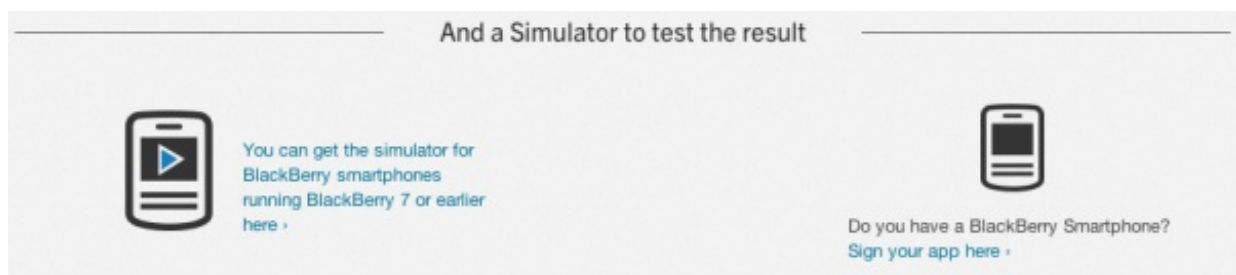 And a Simulator to test the result
You can get the simulator for
BlackBerry smartphones
running BlackBerry 7 or earlier
here ›
Do you have a BlackBerry Smartphone?
Sign your app here ›